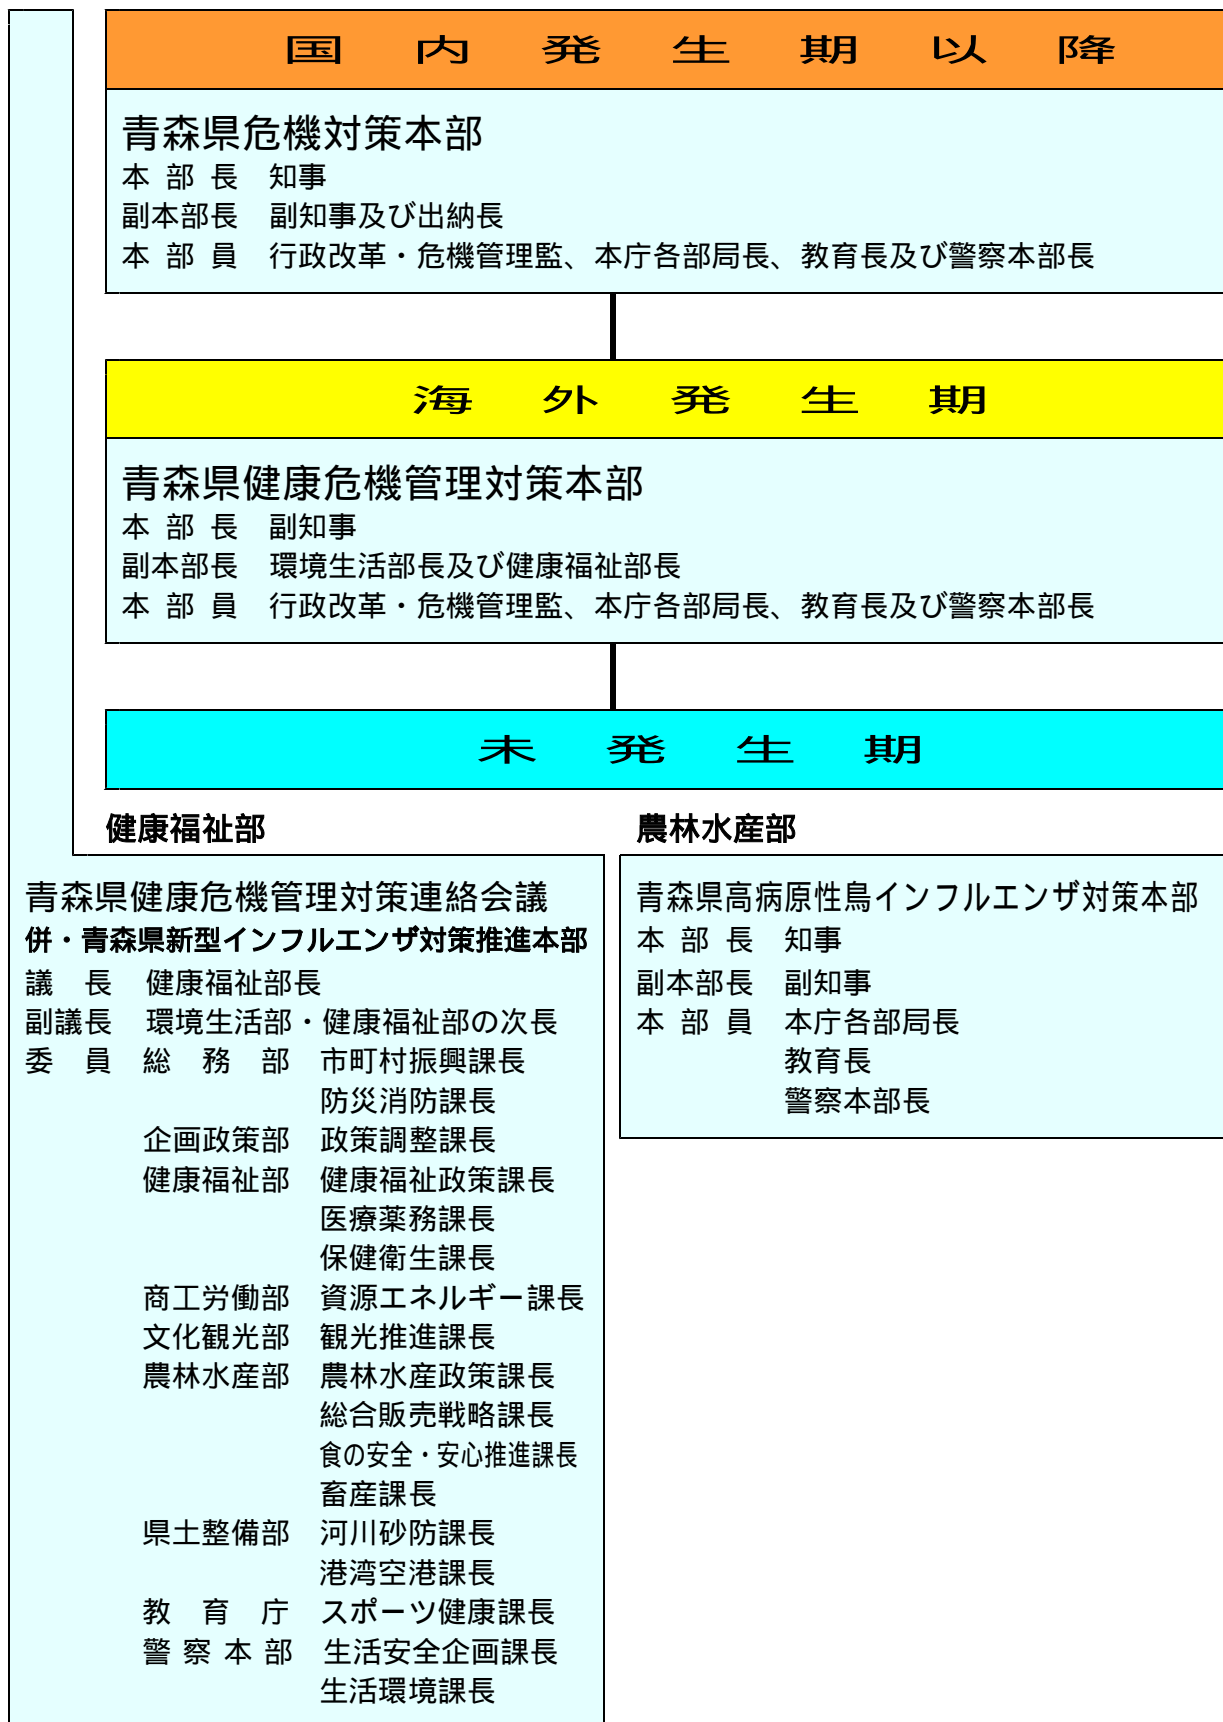 国内発生期以降
青森県危機対策本部
本部長 知事
副本部長 副知事及び出納長
本部員 行政改革・危機管理監、本庁各部局長、教育長及び警察本部長
海外発生期
青森県健康危機管理対策本部
本部長 副知事
副本部長 環境生活部長及び健康福祉部長
本部員 行政改革・危機管理監、本庁各部局長、教育長及び警察本部長
未発生期
健康福祉部
青森県健康危機管理対策連絡会議
併・青森県新型インフルエンザ対策推進本部
議長 健康福祉部長
副議長 環境生活部・健康福祉部の次長
委員 総務部 市町村振興課長
防災消防課長
企画政策部 政策調整課長
健康福祉部 健康福祉政策課長
医療薬務課長
保健衛生課長
商工労働部 資源エネルギー課長
文化観光部 観光推進課長
農林水産部 農林水産政策課長
総合販売戦略課長
食の安全・安心推進課長
畜産課長
県土整備部 河川砂防課長
港湾空港課長
教育庁 スポーツ健康課長
警察本部 生活安全企画課長
生活環境課長
農林水産部
青森県高病原性鳥インフルエンザ対策本部
本部長 知事
副本部長 副知事
本部員 本庁各部局長
教育長
警察本部長